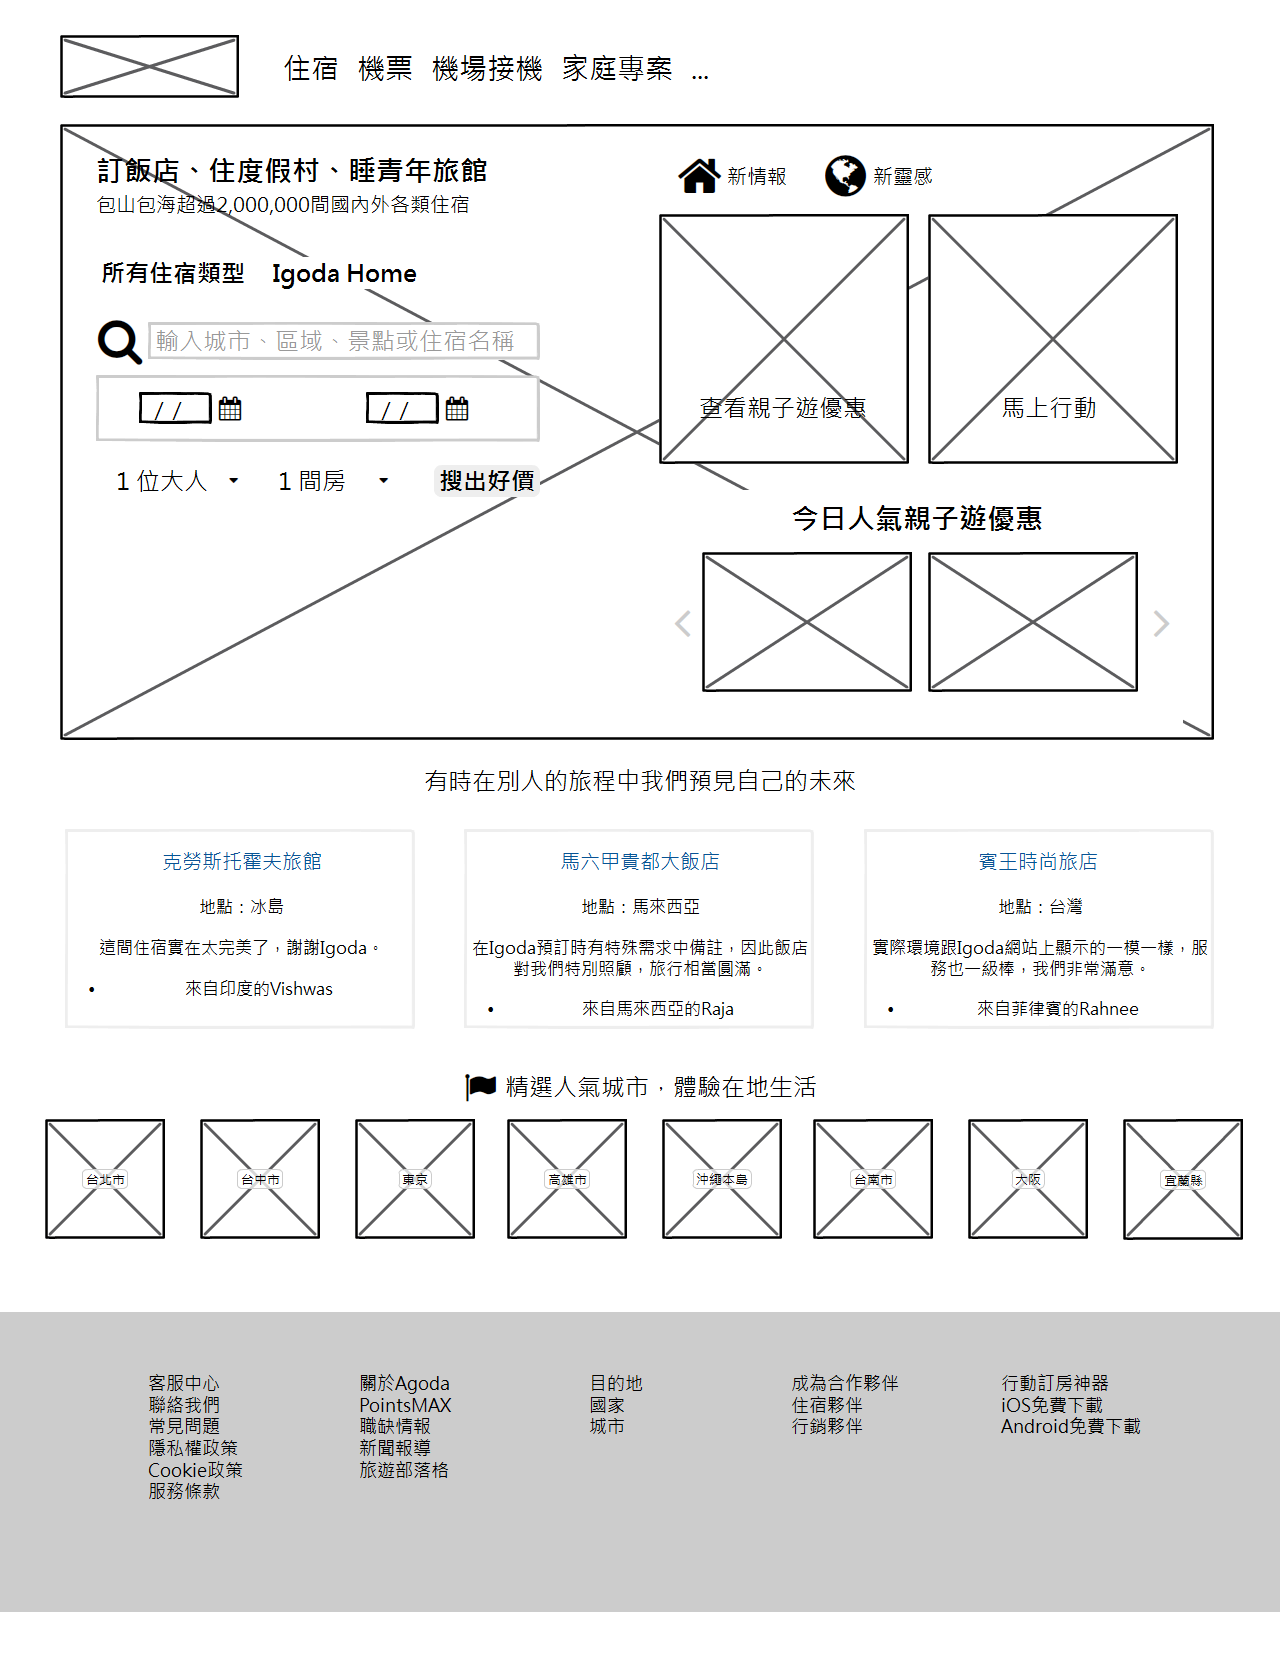 住宿 機票 機場接機 家庭專案 ...
訂飯店、住度假村、睡青年旅館
包山包海超過2,000,000間國內外各類住宿
新情報 新靈感
所有住宿類型 Igoda Home
輸入城市、區域、景點或住宿名稱
/ / / /
查看親子遊優惠 馬上行動
1 位大人 1 間房 搜出好價
今日人氣親子遊優惠
有時在別人的旅程中我們預見自己的未來
克勞斯托霍夫旅館
地點：冰島
這間住宿實在太完美了，謝謝Igoda。
• 來自印度的Vishwas
馬六甲貴都大飯店
地點：馬來西亞
在Igoda預訂時有特殊需求中備註，因此飯店
對我們特別照顧，旅行相當圓滿。
• 來自馬來西亞的Raja
賓王時尚旅店
地點：台灣
實際環境跟Igoda網站上顯示的一模一樣，服
務也一級棒，我們非常滿意。
• 來自菲律賓的Rahnee
精選人氣城市，體驗在地生活
台北市 台中市 東京 高雄市 沖繩本島 台南市 大阪 宜蘭縣
客服中心
聯絡我們
常見問題
隱私權政策
Cookie政策
服務條款
關於Agoda
PointsMAX
職缺情報
新聞報導
旅遊部落格
目的地
國家
城市
成為合作夥伴
住宿夥伴
行銷夥伴
行動訂房神器
iOS免費下載
Android免費下載